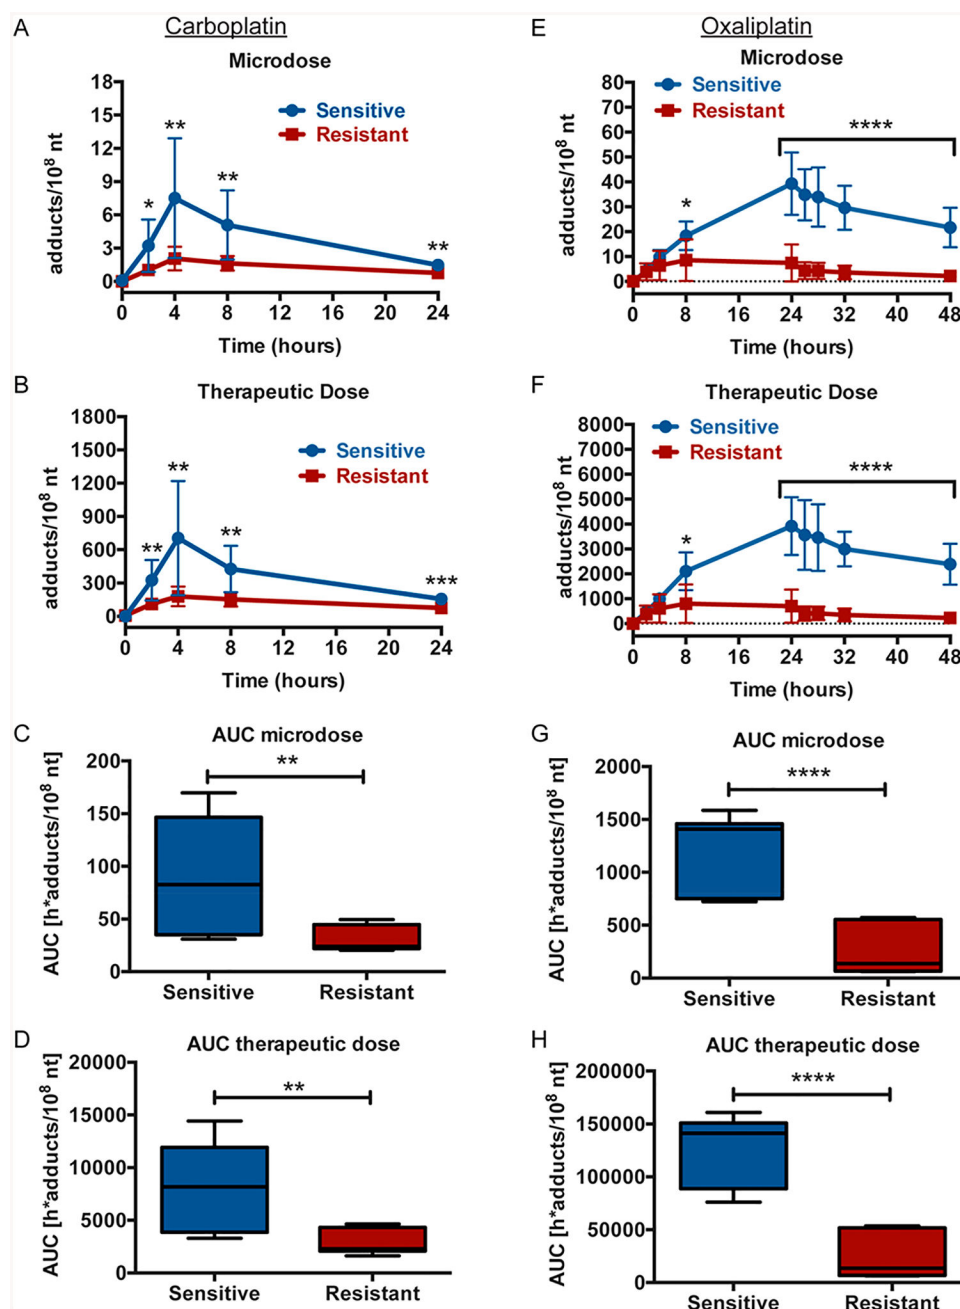 A
Carboplatin
Microdose
adducts/10⁸ nt
18
15
12
9
6
3
0
Sensitive
Resistant
*
**
**
**
0
4
8
12
16
20
24
Time (hours)
B
Therapeutic Dose
adducts/10⁸ nt
1800
1500
1200
900
600
300
0
Sensitive
Resistant
**
**
**
***
0
4
8
12
16
20
24
Time (hours)
C
AUC microdose
AUC [h*adducts/10⁸ nt]
200
150
100
50
0
**
Sensitive
Resistant
D
AUC therapeutic dose
AUC [h*adducts/10⁸ nt]
20000
15000
10000
5000
0
**
Sensitive
Resistant
E
Oxaliplatin
Microdose
adducts/10⁸ nt
80
70
60
50
40
30
20
10
0
Sensitive
Resistant
*
****
0
8
16
24
32
40
48
Time (hours)
F
Therapeutic Dose
adducts/10⁸ nt
8000
7000
6000
5000
4000
3000
2000
1000
0
Sensitive
Resistant
*
****
0
8
16
24
32
40
48
Time (hours)
G
AUC microdose
AUC [h*adducts/10⁸ nt]
2000
1500
1000
500
0
****
Sensitive
Resistant
H
AUC therapeutic dose
AUC [h*adducts/10⁸ nt]
200000
150000
100000
50000
0
****
Sensitive
Resistant